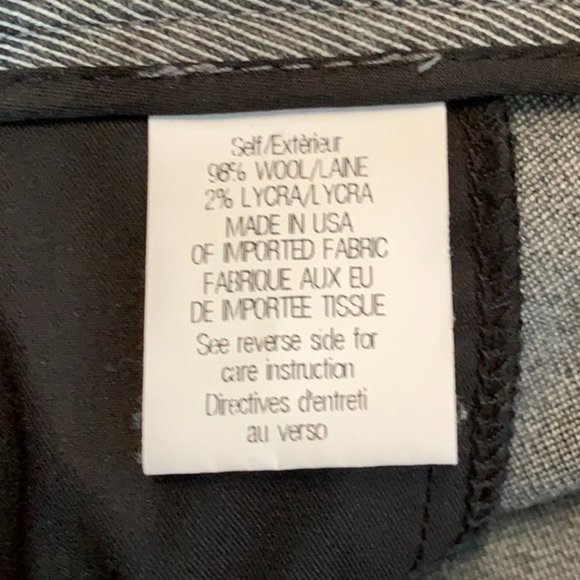 Self/Extérieur
98% WOOL/LAINE
2% LYCRA/LYCRA
MADE IN USA
OF IMPORTED FABRIC
FABRIQUE AUX EU
DE IMPORTEE TISSUE
See reverse side for
care instruction
Directives d'entreti
au verso